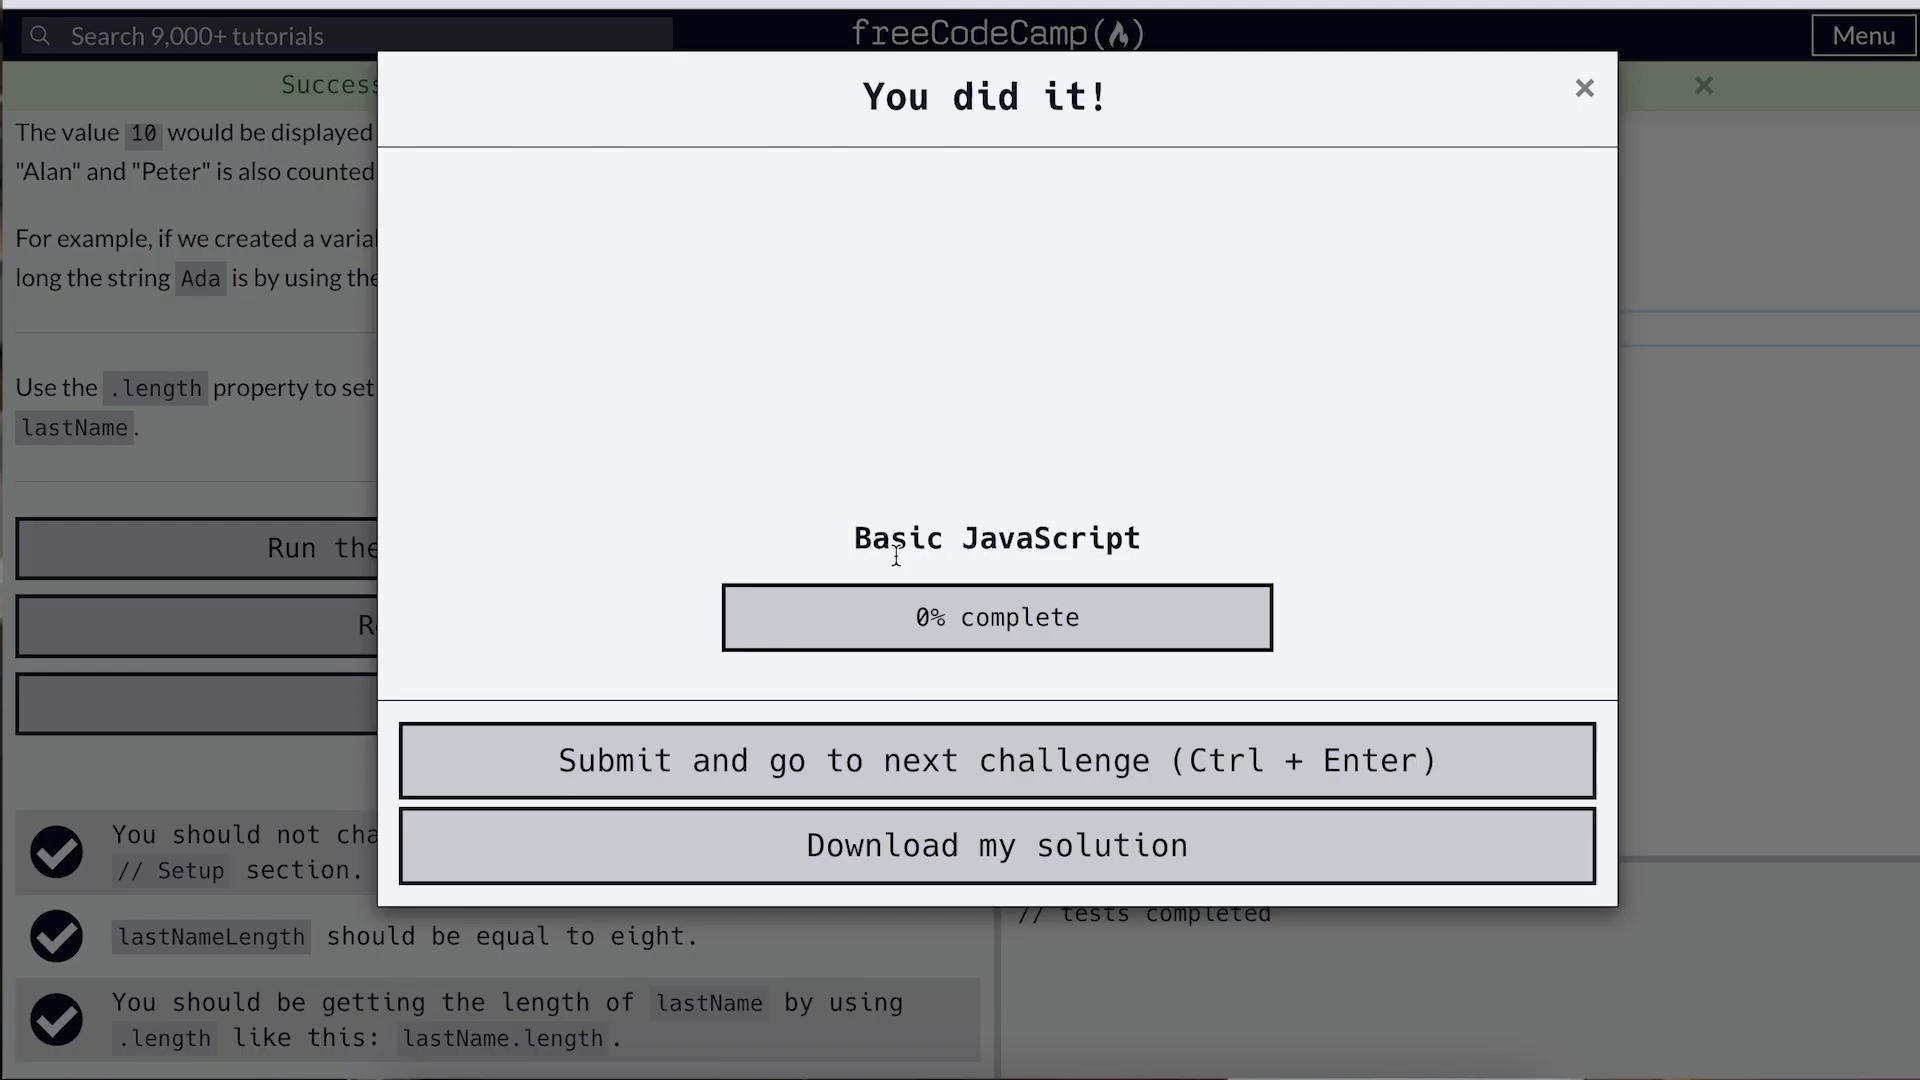 Search 9,000+ tutorials
freeCodeCamp(
Menu
Success
You did it!
×
×
The value 10 would be displayed
"Alan" and "Peter" is also counted
For example, if we created a
long the string Ada is by using the
Use the .length property to set
lastName.
Run the
Basic JavaScript
0% complete
Submit and go to next challenge (Ctrl + Enter)
Download my solution
You should not
// Setup section.
lastNameLength should be equal to eight.
You should be getting the length of lastName by using
.length like this: lastName.length.
// tests completed